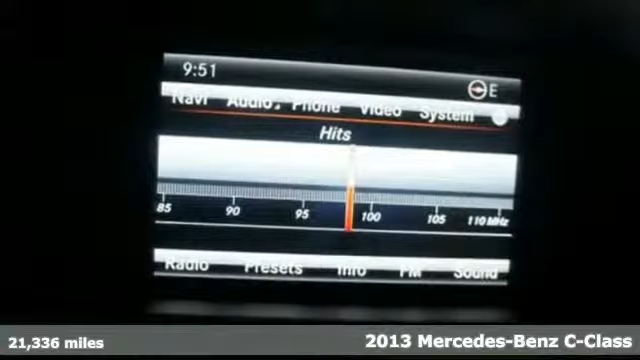 9:51
E
Navi Audio Phone Video System
Hits
85 90 95 100 105 110 MHz
Radio Presets Info FM Sound
21,336 miles
2013 Mercedes-Benz C-Class